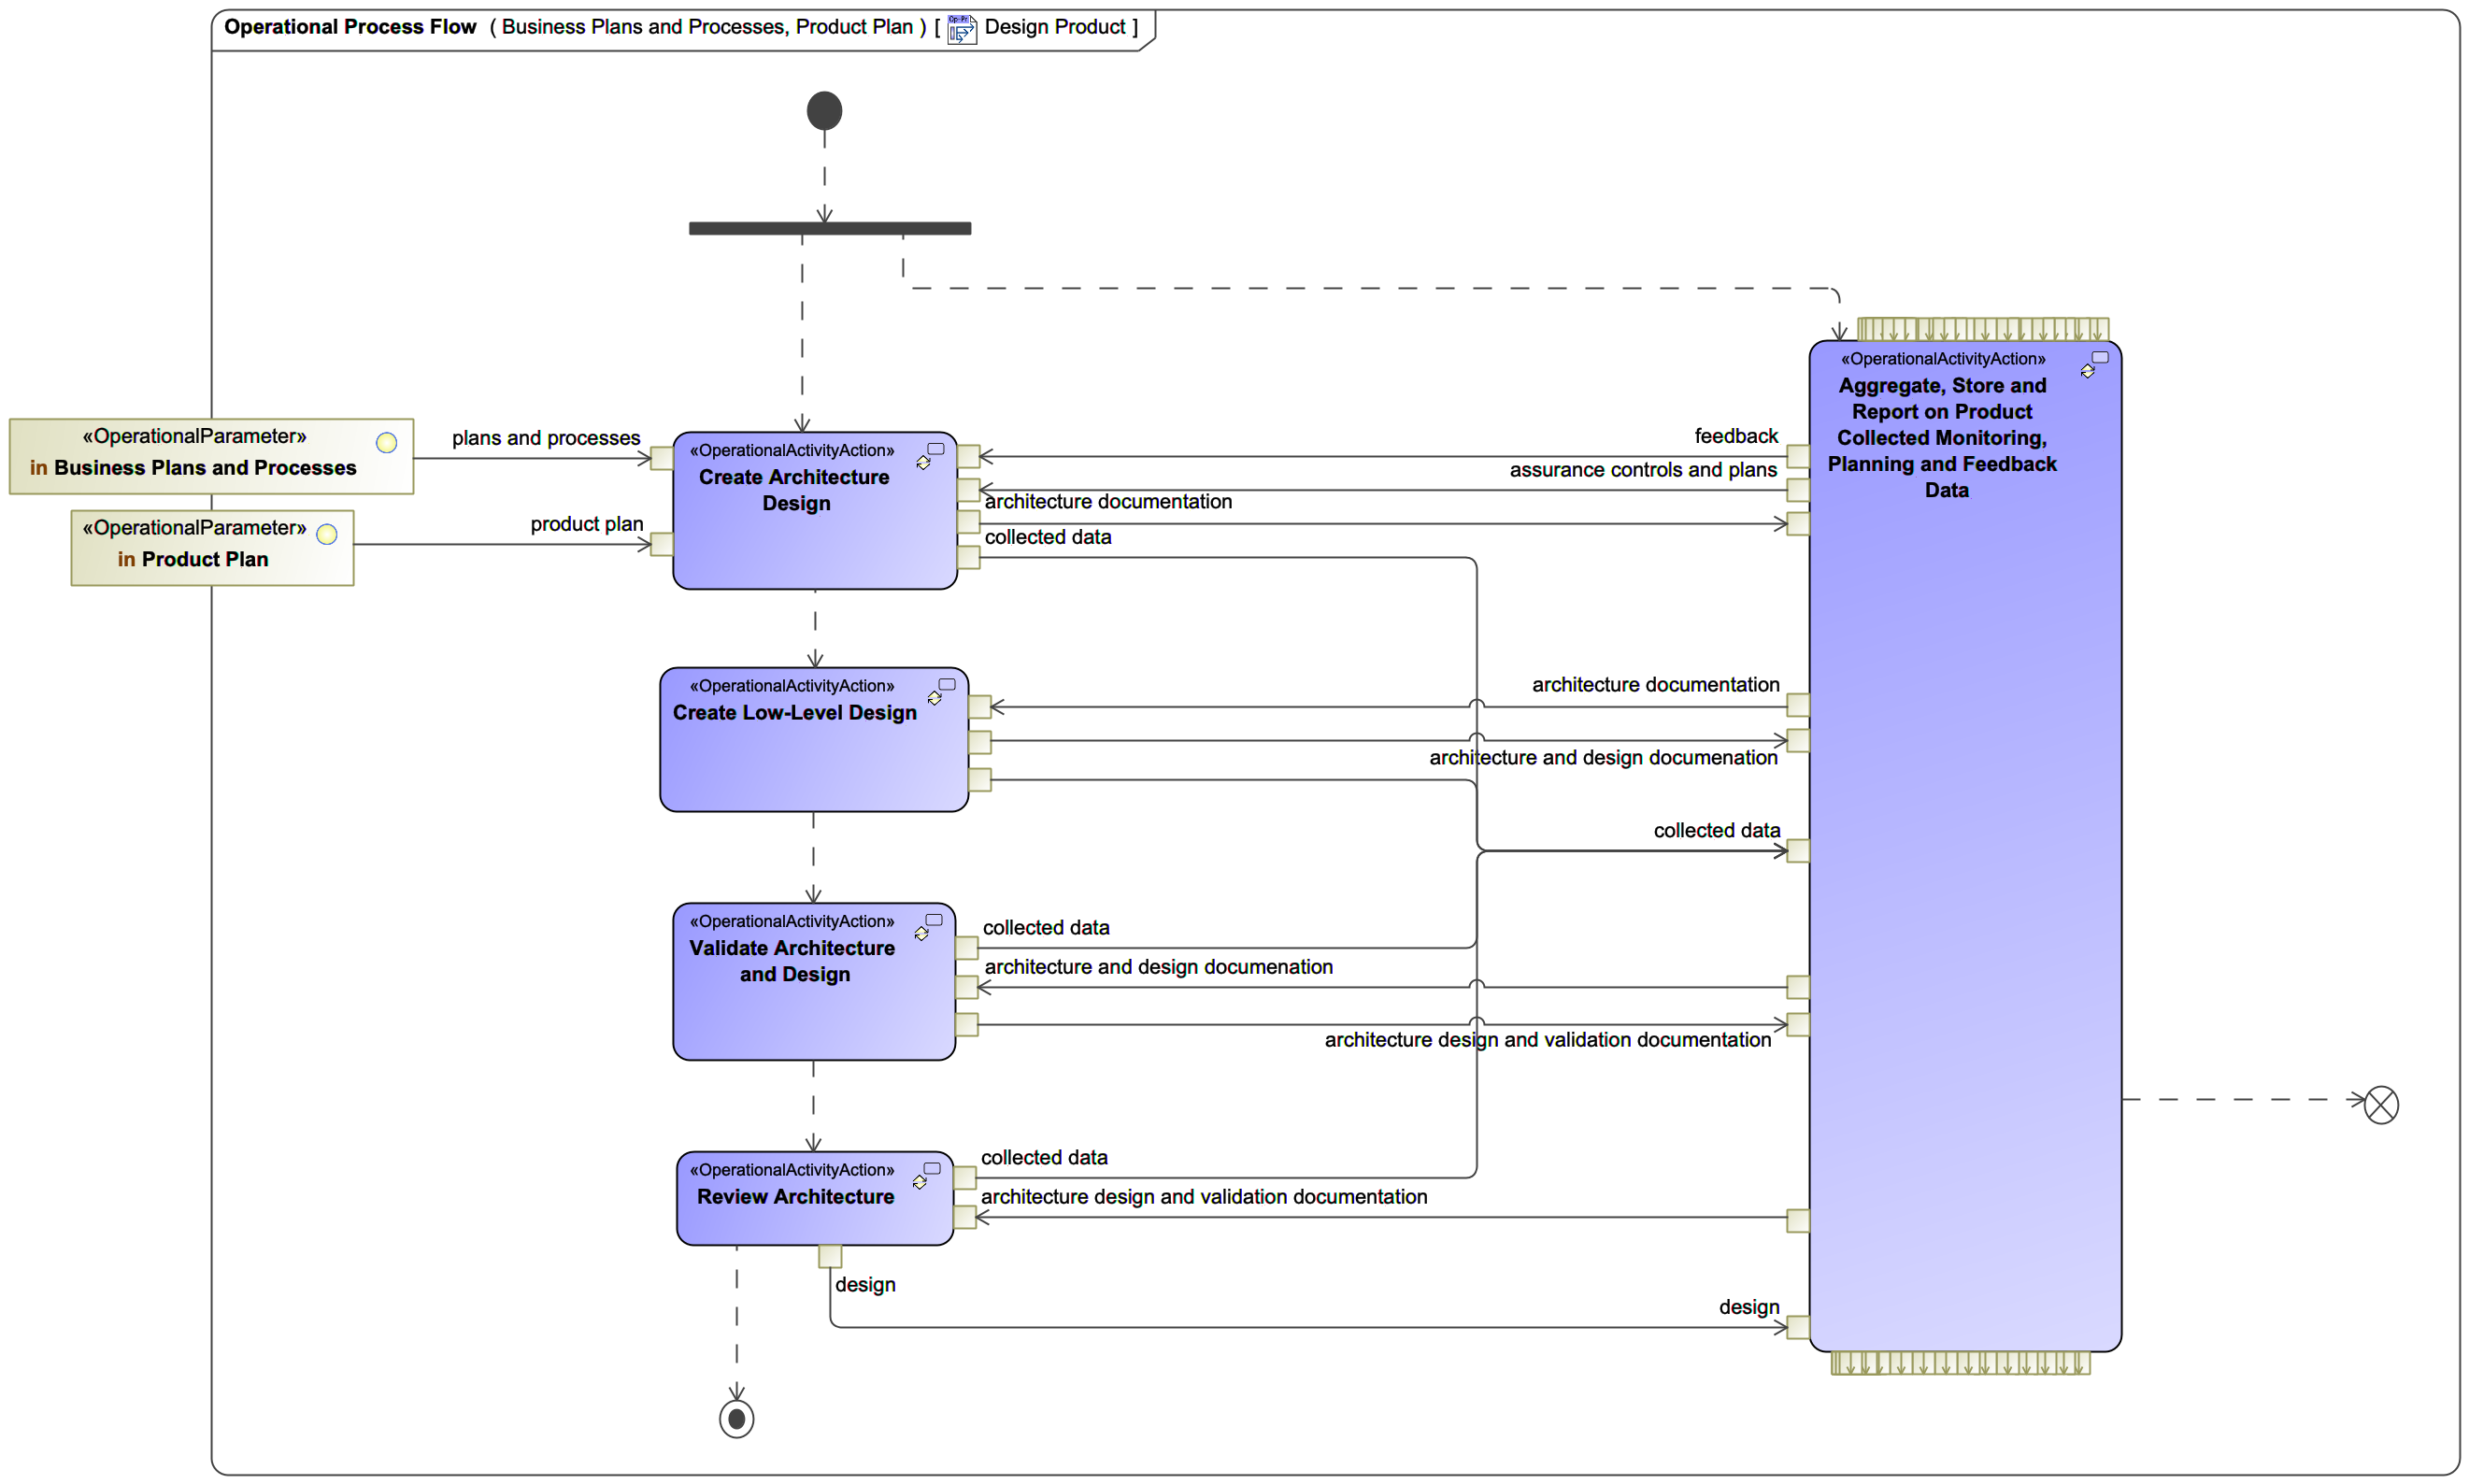 Operational Process Flow ( Business Plans and Processes, Product Plan ) [ Design Product ]
«OperationalParameter»
in Business Plans and Processes
«OperationalParameter»
in Product Plan
plans and processes
product plan
«OperationalActivityAction»
Create Architecture
Design
feedback
assurance controls and plans
architecture documentation
collected data
«OperationalActivityAction»
Aggregate, Store and
Report on Product
Collected Monitoring,
Planning and Feedback
Data
«OperationalActivityAction»
Create Low-Level Design
architecture documentation
architecture and design documenation
collected data
«OperationalActivityAction»
Validate Architecture
and Design
collected data
architecture and design documenation
architecture design and validation documentation
«OperationalActivityAction»
Review Architecture
collected data
architecture design and validation documentation
design
design